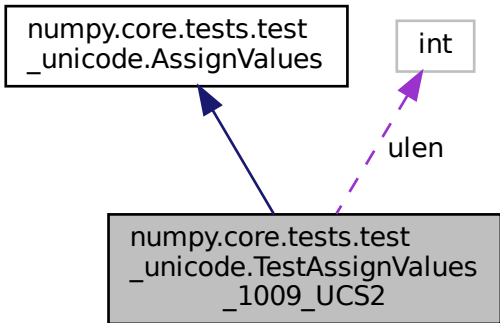 numpy.core.tests.test
_unicode.AssignValues
int
ulen
numpy.core.tests.test
_unicode.TestAssignValues
_1009_UCS2